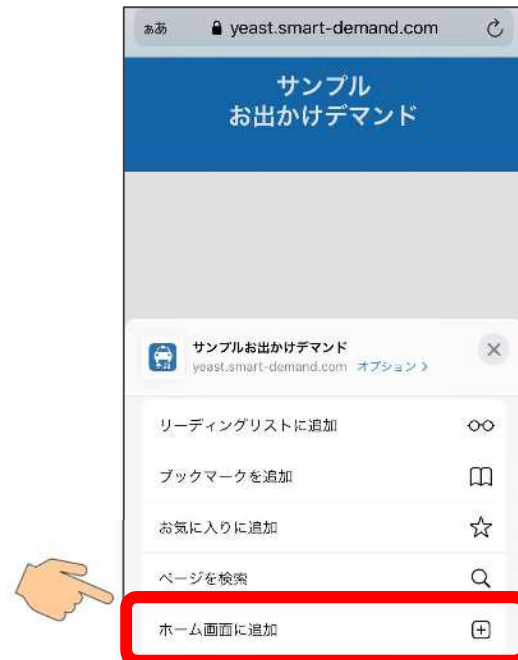 ぁあ yeast.smart-demand.com
サンプル
お出かけデマンド
サンプルお出かけデマンド
yeast.smart-demand.com オプション >
リーディングリストに追加
ブックマークを追加
お気に入りに追加
ページを検索
ホーム画面に追加